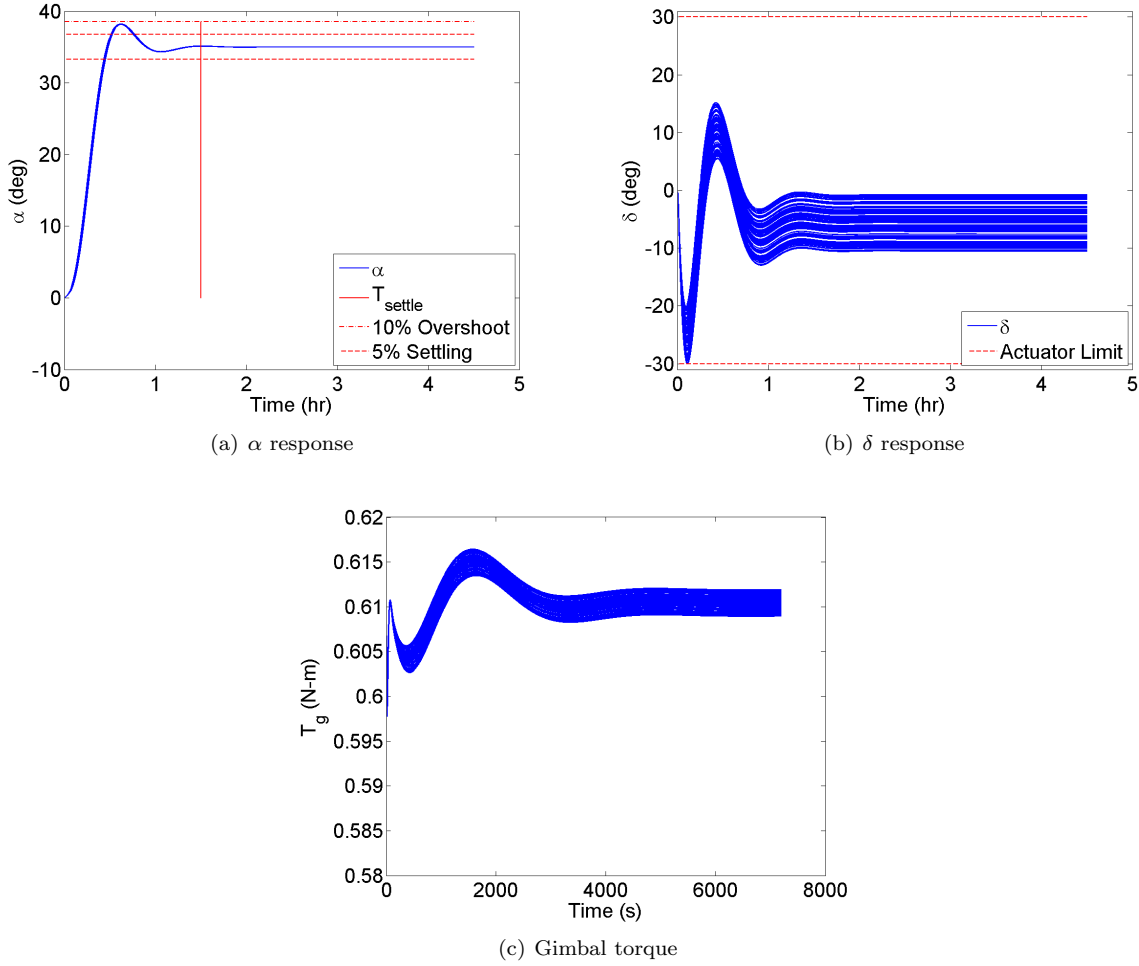 40
30
20
10
0
-10
α (deg)
0
1
2
3
4
5
Time (hr)
α
T_settle
10% Overshoot
5% Settling
(a) α response
30
20
10
0
-10
-20
-30
δ (deg)
0
1
2
3
4
5
Time (hr)
δ
Actuator Limit
(b) δ response
0.62
0.615
0.61
0.605
0.6
0.595
0.59
0.585
0.58
T_g (N-m)
0
2000
4000
6000
8000
Time (s)
(c) Gimbal torque